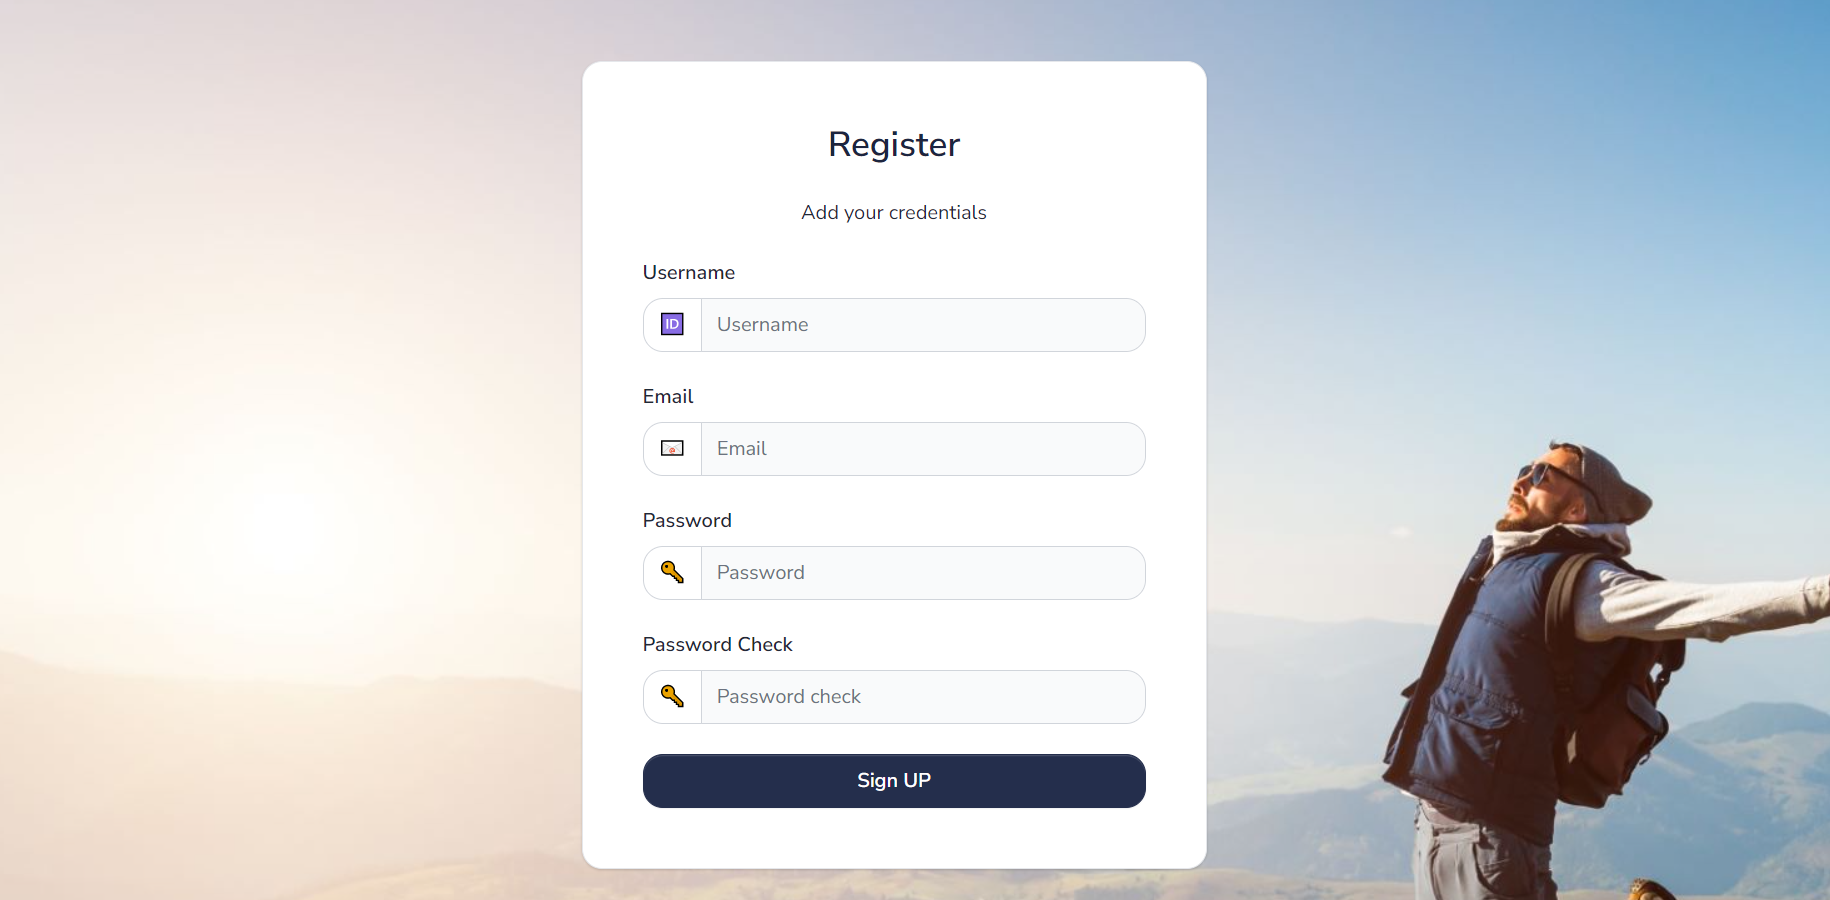 Register
Add your credentials
Username
ID Username
Email
Email
Password
Password
Password Check
Password check
Sign UP